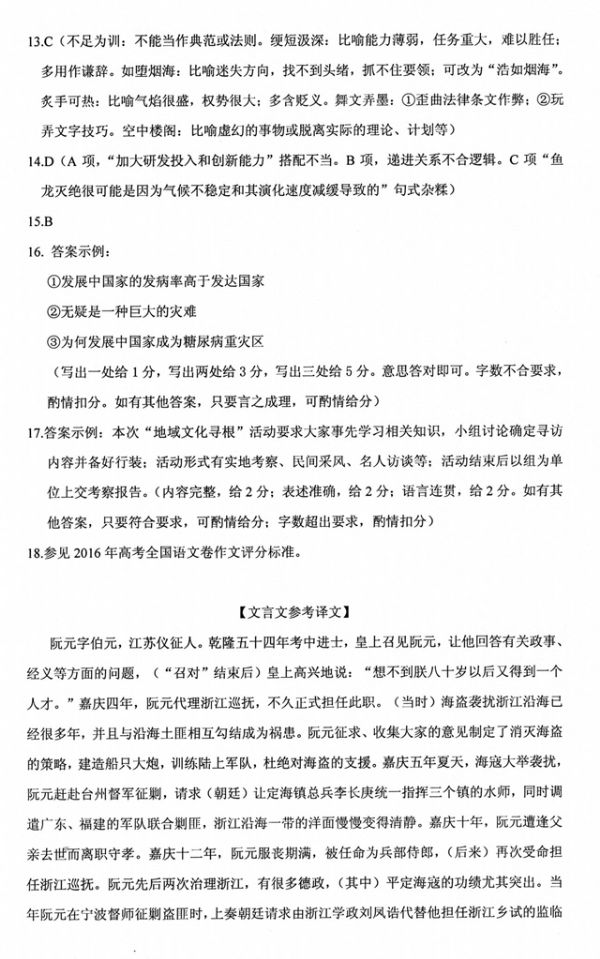 13.C（不足为训：不能当作典范或法则。绠短汲深：比喻能力薄弱，任务重大，难以胜任；
多用作谦辞。如堕烟海：比喻迷失方向，找不到头绪，抓不住要领；可改为“浩如烟海”。
炙手可热：比喻气焰很盛，权势很大；多含贬义。舞文弄墨：①歪曲法律条文作弊；②玩
弄文字技巧。空中楼阁：比喻虚幻的事物或脱离实际的理论、计划等）
14.D（A 项，“加大研发投入和创新能力”搭配不当。B 项，递进关系不合逻辑。C 项“鱼
龙灭绝很可能是因为气候不稳定和其演化速度减缓导致的”句式杂糅）
15.B
16. 答案示例：
①发展中国家的发病率高于发达国家
②无疑是一种巨大的灾难
③为何发展中国家成为糖尿病重灾区
（写出一处给 1 分，写出两处给 3 分，写出三处给 5 分。意思答对即可。字数不合要求，
酌情扣分。如有其他答案，只要言之成理，可酌情给分）
17.答案示例：本次“地域文化寻根”活动要求大家事先学习相关知识，小组讨论确定寻访
内容并备好行装；活动形式有实地考察、民间采风、名人访谈等；活动结束后以组为单
位上交考察报告。（内容完整，给 2 分；表述准确，给 2 分；语言连贯，给 2 分。如有其
他答案，只要符合要求，可酌情给分；字数超出要求，酌情扣分）
18.参见 2016 年高考全国语文卷作文评分标准。
【文言文参考译文】
阮元字伯元，江苏仪征人。乾隆五十四年考中进士，皇上召见阮元，让他回答有关政事、
经义等方面的问题，（“召对”结束后）皇上高兴地说：“想不到朕八十岁以后又得到一个
人才。”嘉庆四年，阮元代理浙江巡抚，不久正式担任此职。（当时）海盗袭扰浙江沿海已
经很多年，并且与沿海土匪相互勾结成为祸患。阮元征求、收集大家的意见制定了消灭海盗
的策略，建造船只大炮，训练陆上军队，杜绝对海盗的支援。嘉庆五年夏天，海寇大举袭扰，
阮元赶赴台州督军征剿，请求（朝廷）让定海镇总兵李长庚统一指挥三个镇的水师，同时调
遣广东、福建的军队联合剿匪，浙江沿海一带的洋面慢慢变得清静。嘉庆十年，阮元遭逢父
亲去世而离职守孝。嘉庆十二年，阮元服丧期满，被任命为兵部侍郎，（后来）再次受命担
任浙江巡抚。阮元先后两次治理浙江，有很多德政，（其中）平定海寇的功绩尤其突出。当
年阮元在宁波督师征剿盗匪时，上奏朝廷请求由浙江学政刘凤诰代替他担任浙江乡试的监临